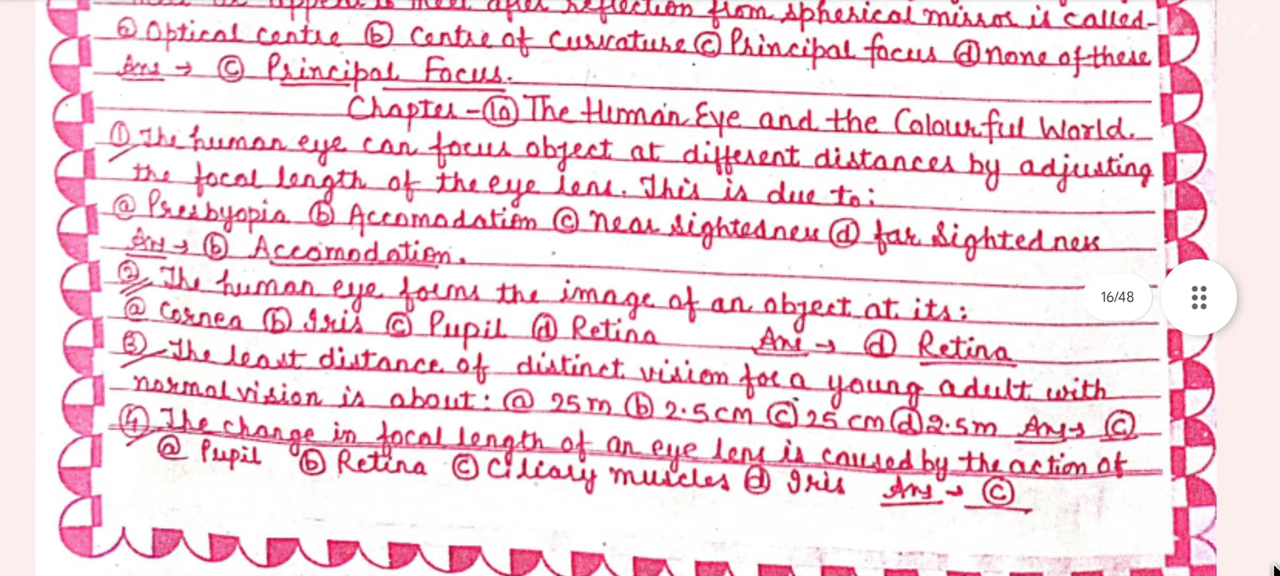 reflection from spherical mirror is called-
ⓐ Optical centre ⓑ Centre of Curvature ⓒ Principal focus ⓓ none of these
Ans → ⓒ Principal Focus.
Chapter-⑩ The Human Eye and the Colourful World.
① The human eye can focus object at different distances by adjusting
the focal length of the eye lens. This is due to:
ⓐ Presbyopia ⓑ Accomodation ⓒ near sightedness ⓓ far sightedness
Ans → ⓑ Accomodation.
② The human eye forms the image of an object at its:
ⓐ Cornea ⓑ Iris ⓒ Pupil ⓓ Retina Ans → ⓓ Retina
③ The least distance of distinct vision for a young adult with
normal vision is about: ⓐ 25m ⓑ 2.5cm ⓒ 25 cm ⓓ 2.5m Ans → ⓒ
④ The change in focal length of an eye lens is caused by the action of
ⓐ Pupil ⓑ Retina ⓒ Ciliary muscles ⓓ Iris Ans → ⓒ
16/48